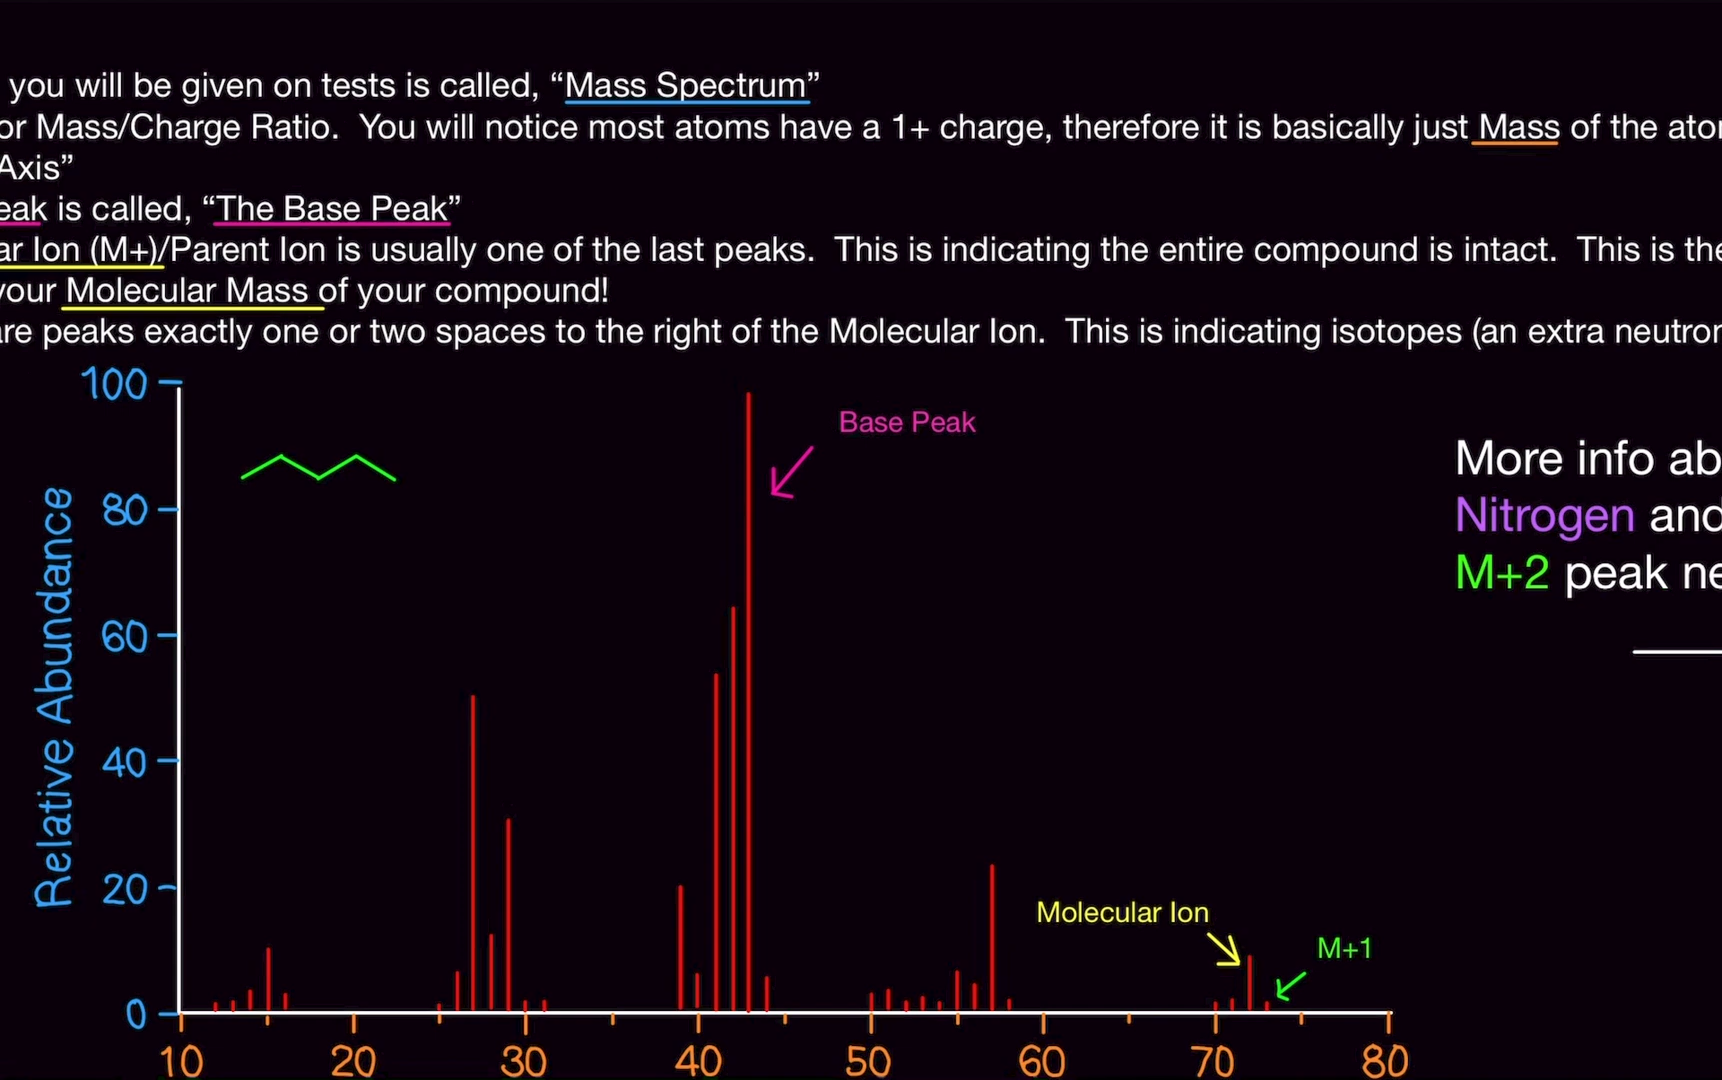 you will be given on tests is called, “Mass Spectrum”
or Mass/Charge Ratio. You will notice most atoms have a 1+ charge, therefore it is basically just Mass of the ato
Axis”
eak is called, “The Base Peak”
ar Ion (M+)/Parent Ion is usually one of the last peaks. This is indicating the entire compound is intact. This is the
your Molecular Mass of your compound!
are peaks exactly one or two spaces to the right of the Molecular Ion. This is indicating isotopes (an extra neutron
100
Base Peak
80
60
40
20
0
Relative Abundance
Molecular Ion
M+1
10 20 30 40 50 60 70 80
More info ab
Nitrogen and
M+2 peak ne